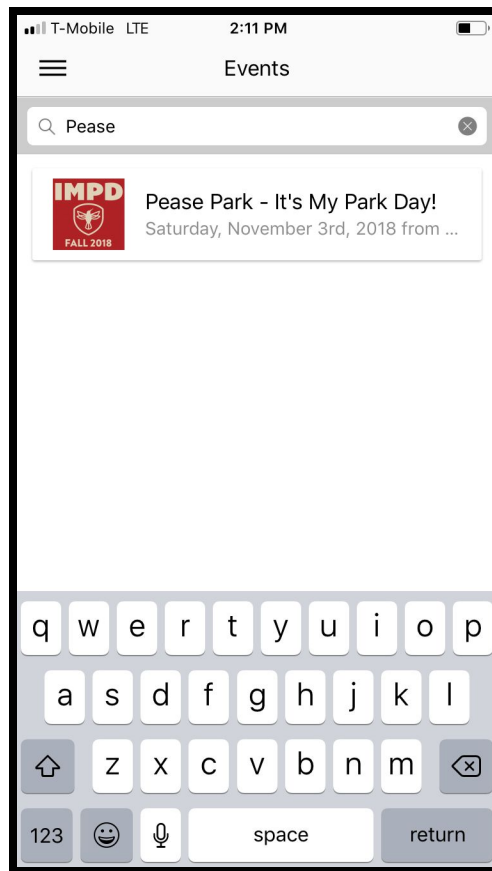 T-Mobile LTE 2:11 PM
Events
Pease
IMPD
FALL 2018
Pease Park - It's My Park Day!
Saturday, November 3rd, 2018 from ...
q w e r t y u i o p
a s d f g h j k l
z x c v b n m
123 space return